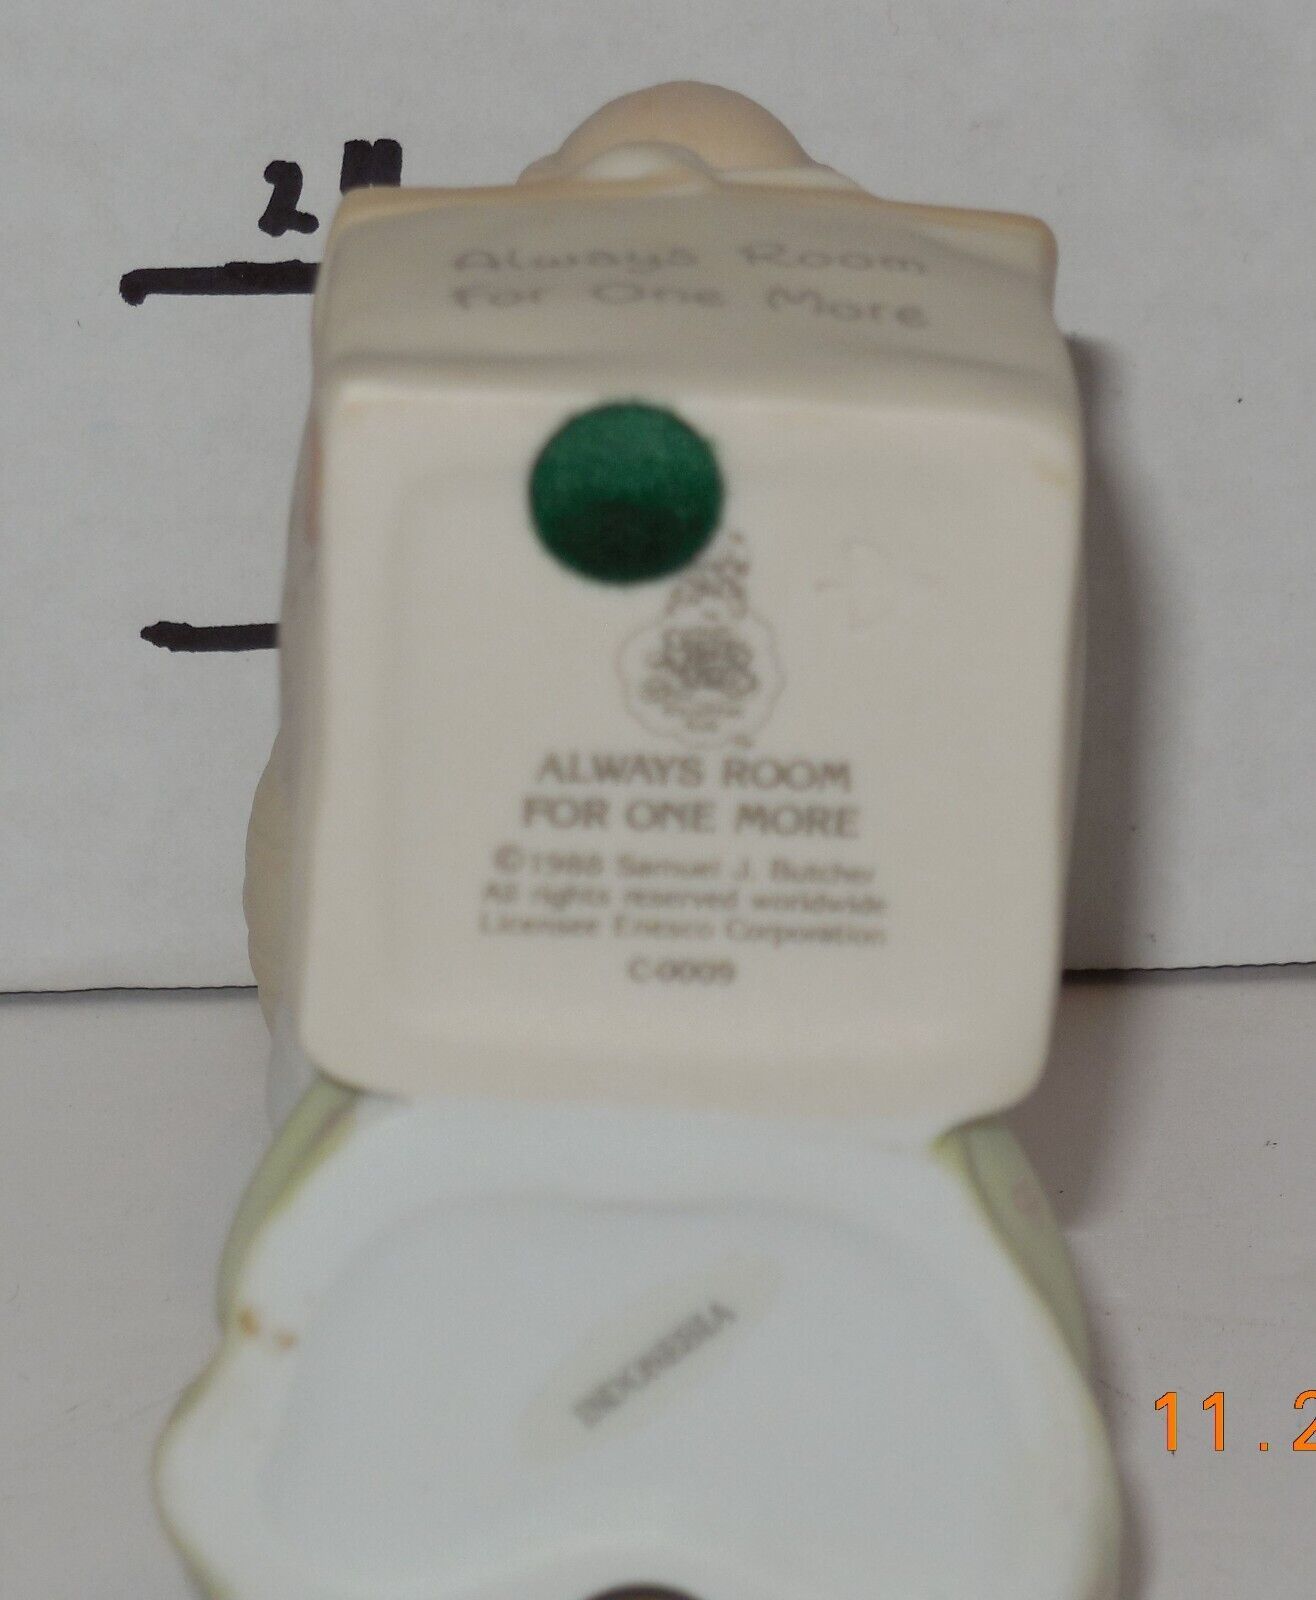 2"
Always Room
For One More
ALWAYS ROOM
FOR ONE MORE
©1988 Samuel J. Butcher
All rights reserved worldwide
Licensee Enesco Corporation
C-0009
INDONESIA
11.2